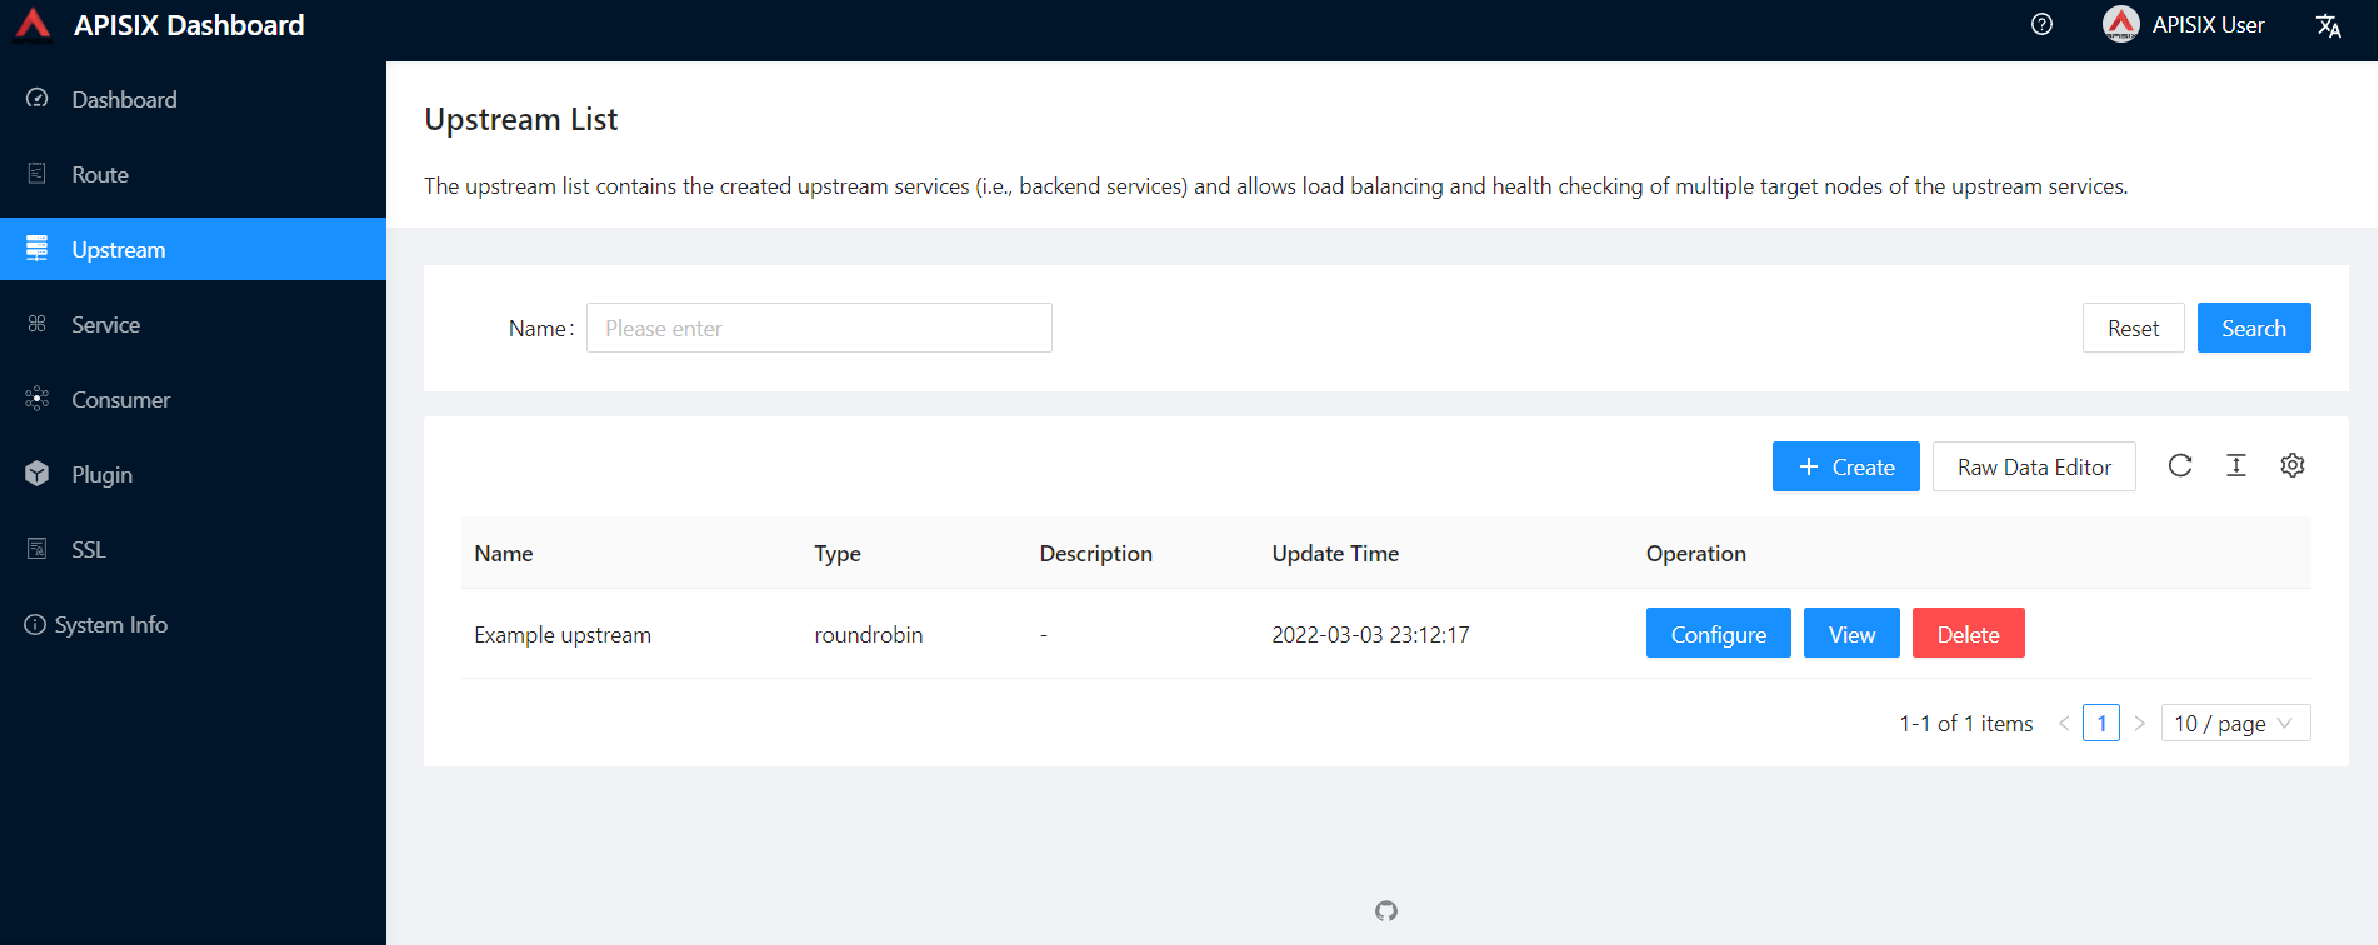 APISIX Dashboard
APISIX User
Dashboard
Route
Upstream
Service
Consumer
Plugin
SSL
System Info
Upstream List
The upstream list contains the created upstream services (i.e., backend services) and allows load balancing and health checking of multiple target nodes of the upstream services.
Name: Please enter
Reset Search
+ Create Raw Data Editor
Name Type Description Update Time Operation
Example upstream roundrobin - 2022-03-03 23:12:17 Configure View Delete
1-1 of 1 items < 1 > 10 / page